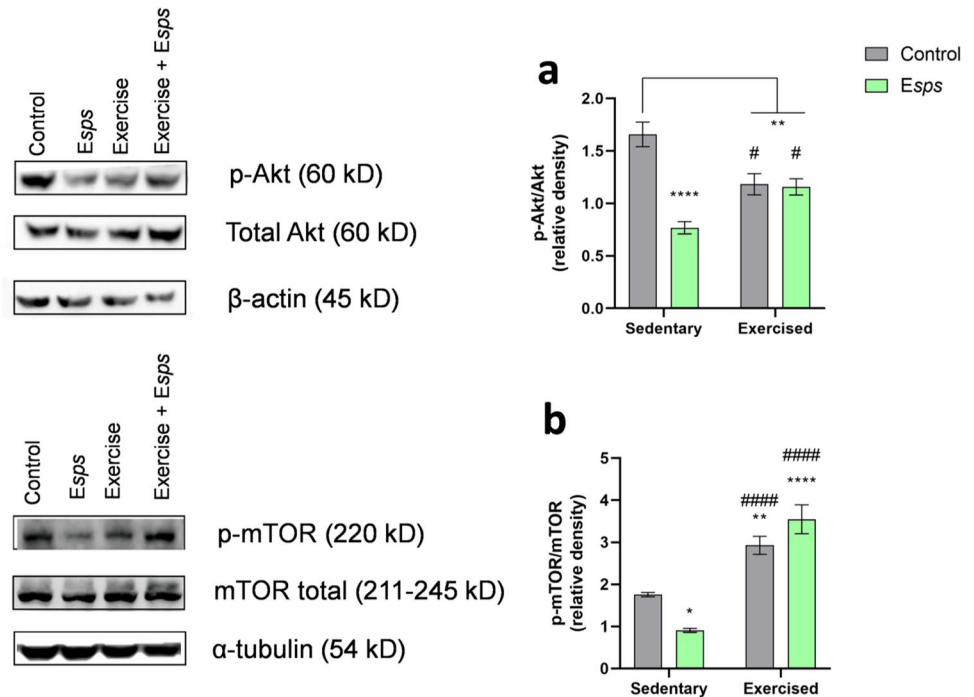 Control
Esps
Exercise
Exercise + Esps
p-Akt (60 kD)
Total Akt (60 kD)
β-actin (45 kD)
Control
Esps
Exercise
Exercise + Esps
p-mTOR (220 kD)
mTOR total (211-245 kD)
α-tubulin (54 kD)
a
Control
Esps
p-Akt/Akt
(relative density)
2.0
1.5
1.0
0.5
0.0
****
**
# #
Sedentary Exercised
b
p-mTOR/mTOR
(relative density)
5
4
3
2
1
0
*
####
**
####
****
Sedentary Exercised